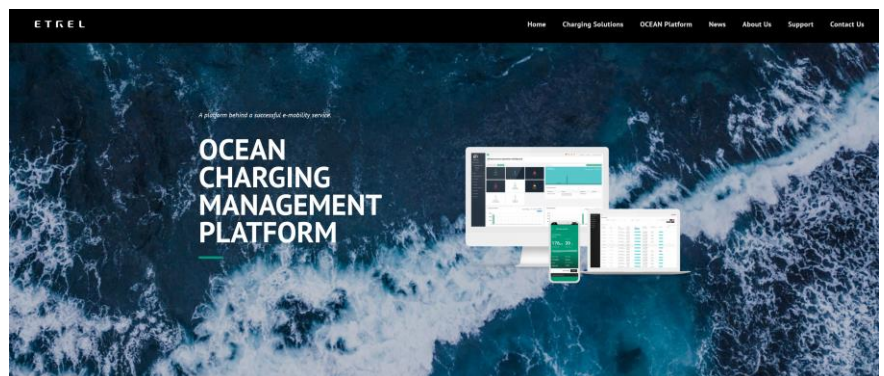 ETREL
Home Charging Solutions OCEAN Platform News About Us Support Contact Us
A platform behind a successful e-mobility service.
OCEAN
CHARGING
MANAGEMENT
PLATFORM